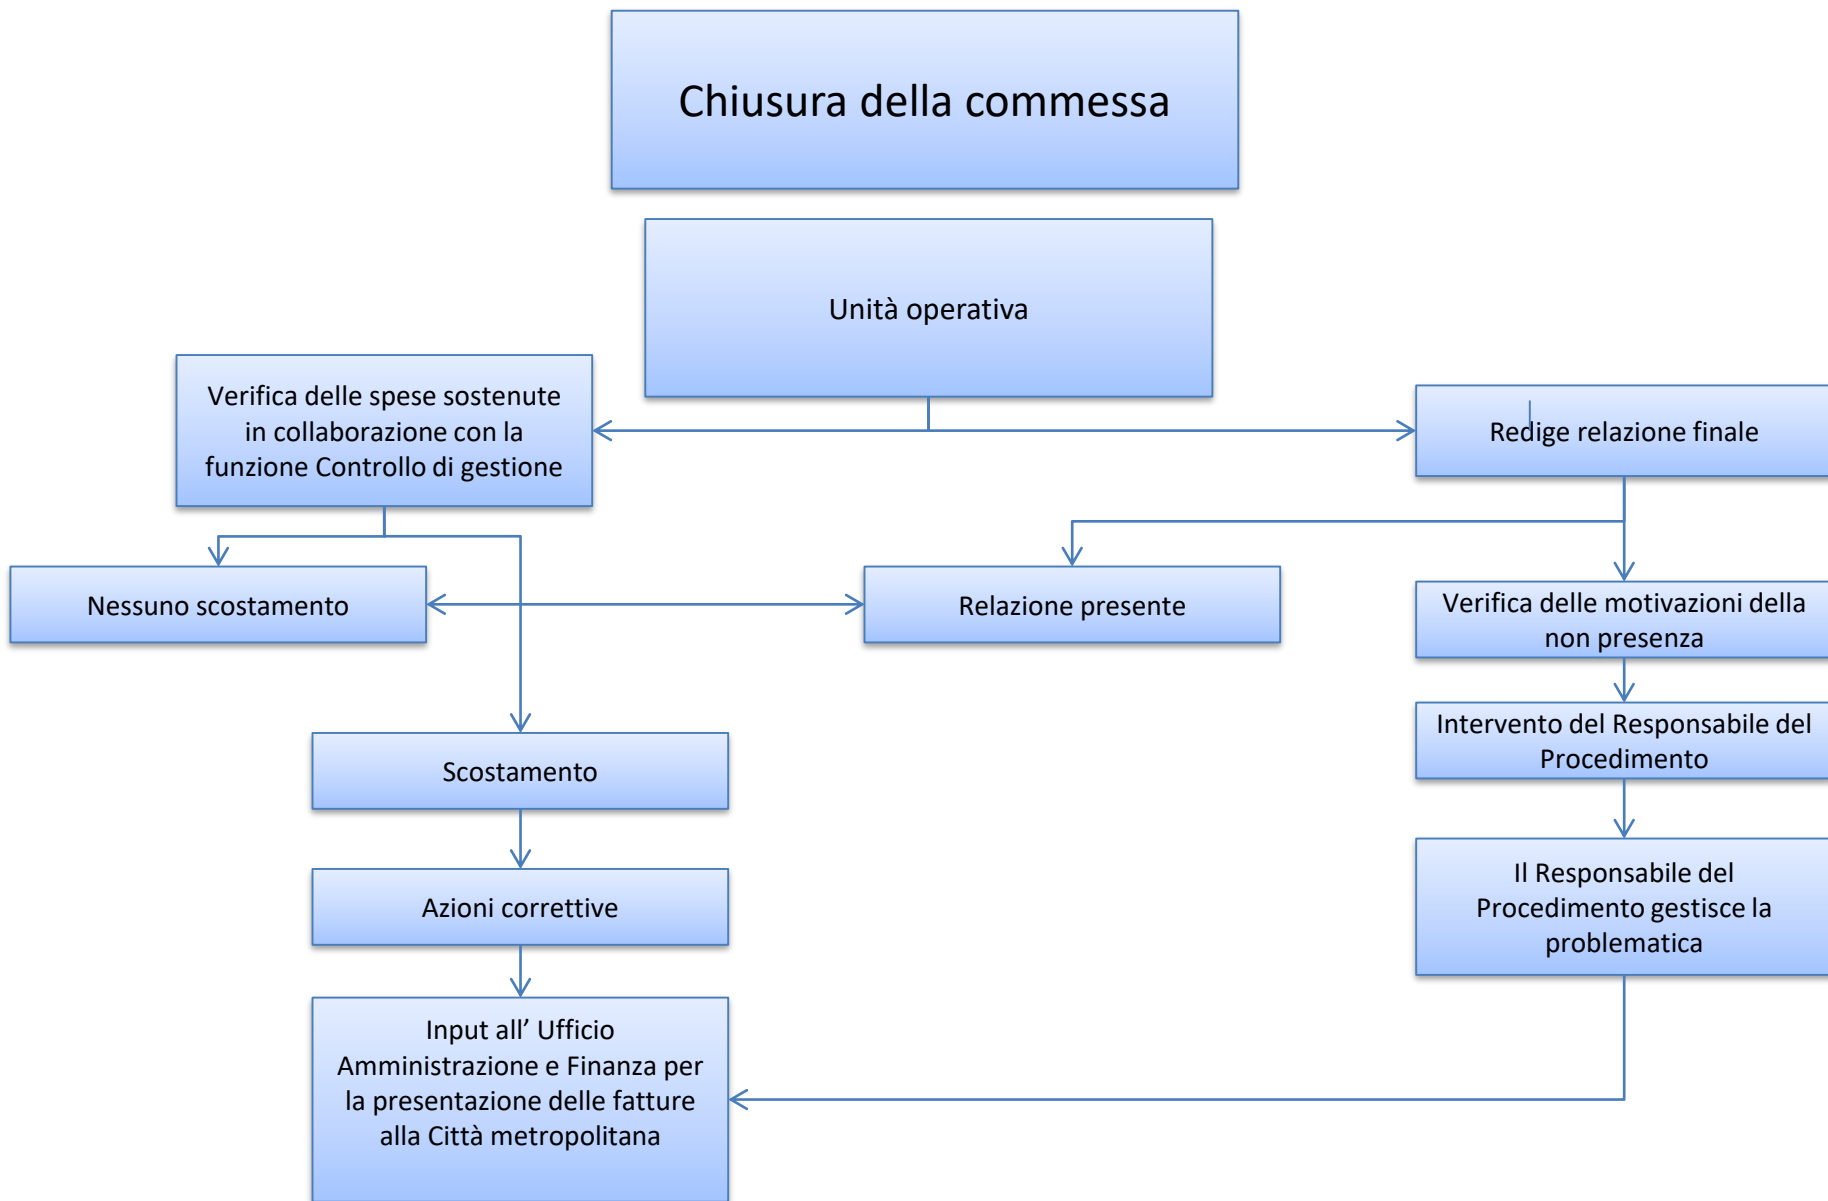 Chiusura della commessa
Unità operativa
Verifica delle spese sostenute
in collaborazione con la
funzione Controllo di gestione
Redige relazione finale
Nessuno scostamento
Relazione presente
Verifica delle motivazioni della
non presenza
Intervento del Responsabile del
Procedimento
Scostamento
Il Responsabile del
Procedimento gestisce la
problematica
Azioni correttive
Input all’ Ufficio
Amministrazione e Finanza per
la presentazione delle fatture
alla Città metropolitana